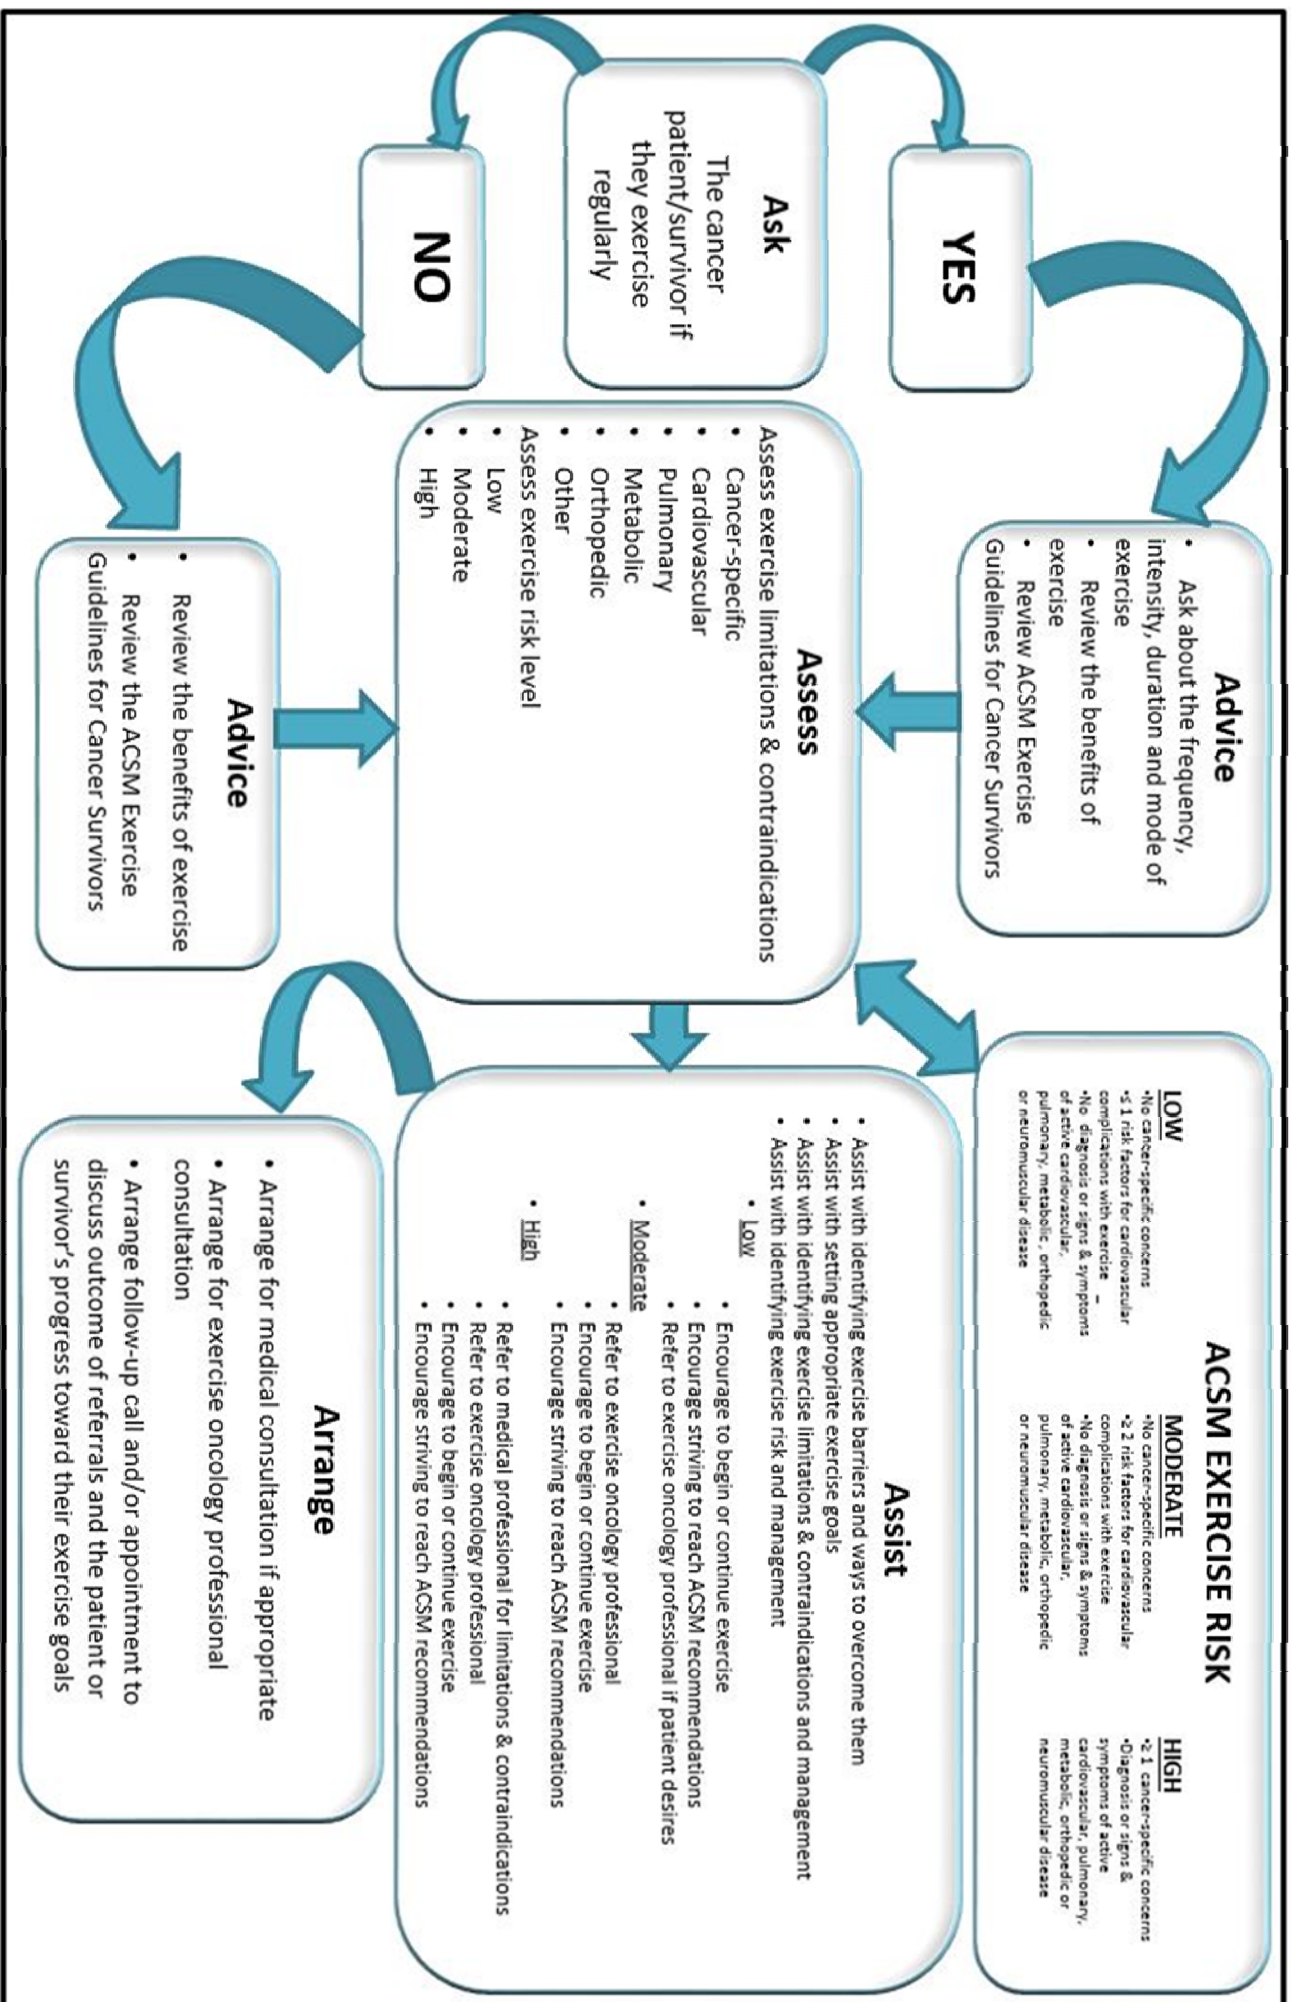 Ask
The cancer
patient/survivor if
they exercise
regularly
YES
NO
Advice
• Ask about the frequency,
intensity, duration and mode of
exercise
• Review the benefits of
exercise
• Review ACSM Exercise
Guidelines for Cancer Survivors
Assess
Assess exercise limitations & contraindications
• Cancer-specific
• Cardiovascular
• Pulmonary
• Metabolic
• Orthopedic
• Other
Assess exercise risk level
• Low
• Moderate
• High
Advice
• Review the benefits of exercise
• Review the ACSM Exercise
Guidelines for Cancer Survivors
ACSM EXERCISE RISK
LOW
•No cancer-specific concerns
•≤ 1 risk factors for cardiovascular
complications with exercise _
•No diagnosis or signs & symptoms
of active cardiovascular,
pulmonary, metabolic , orthopedic
or neuromuscular disease
MODERATE
•No cancer-specific concerns
•≥ 2 risk factors for cardiovascular
complications with exercise
•No diagnosis or signs & symptoms
of active cardiovascular,
pulmonary, metabolic, orthopedic
or neuromuscular disease
HIGH
•≥ 1 cancer-specific concerns
•Diagnosis or signs &
symptoms of active
cardiovascular, pulmonary,
metabolic, orthopedic or
neuromuscular disease
Assist
• Assist with identifying exercise barriers and ways to overcome them
• Assist with setting appropriate exercise goals
• Assist with identifying exercise limitations & contraindications and management
• Assist with identifying exercise risk and management
• Low
• Encourage to begin or continue exercise
• Encourage striving to reach ACSM recommendations
• Refer to exercise oncology professional if patient desires
• Moderate
• Refer to exercise oncology professional
• Encourage to begin or continue exercise
• Encourage striving to reach ACSM recommendations
• High
• Refer to medical professional for limitations & contraindications
• Refer to exercise oncology professional
• Encourage to begin or continue exercise
• Encourage striving to reach ACSM recommendations
Arrange
• Arrange for medical consultation if appropriate
• Arrange for exercise oncology professional
consultation
• Arrange follow-up call and/or appointment to
discuss outcome of referrals and the patient or
survivor's progress toward their exercise goals